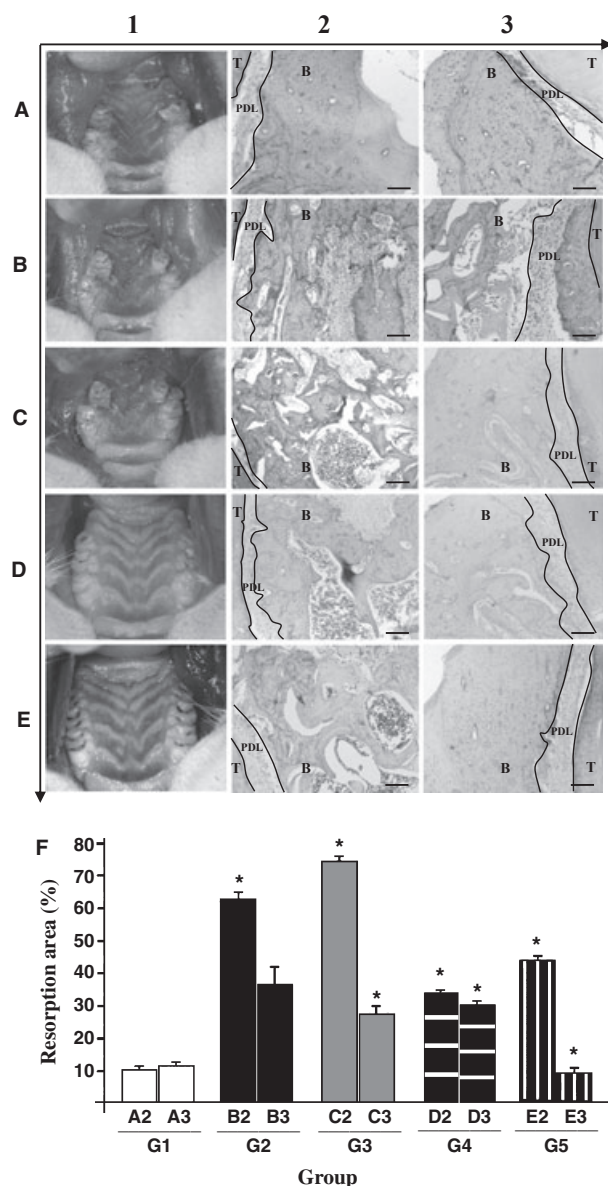 1 2 3
A T B PDL B T PDL
B T PDL B B PDL T
C T B PDL B T
D T B PDL B T PDL
E PDL T B PDL B T
F
Resorption area (%)
80
70
60
50
40
30
20
10
* * * * * * *
A2 A3 B2 B3 C2 C3 D2 D3 E2 E3
G1 G2 G3 G4 G5
Group